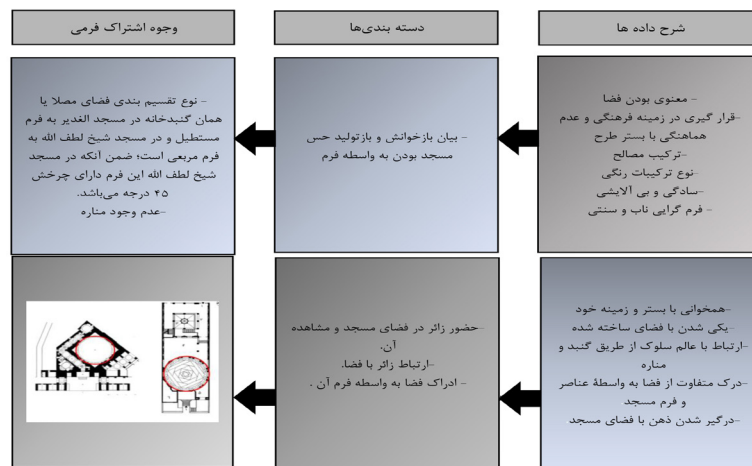 شرح داده ها
دسته بندی‌ها
وجوه اشتراک فرمی
- معنوی بودن فضا
-قرار گیری در زمینه فرهنگی و عدم
هماهنگی با بستر طرح
-ترکیب مصالح
-نوع ترکیبات رنگی
-سادگی و بی آلایشی
- فرم گرایی ناب و سنتی
- بیان بازخوانش و بازتولید حس
مسجد بودن به واسطه فرم
- نوع تقسیم بندی فضای مصلا یا
همان گنبدخانه در مسجد الغدیر به فرم
مستطیل و در مسجد شیخ لطف الله به
فرم مربعی است؛ ضمن آنکه در مسجد
شیخ لطف الله این فرم دارای چرخش
۴۵ درجه می‌باشد.
-عدم وجود مناره
-همخوانی با بستر و زمینه خود
-یکی شدن با فضای ساخته شده
-ارتباط با عالم سلوک از طریق گنبد و
مناره
-درک متفاوت از فضا به واسطهٔ عناصر
و فرم مسجد
-درگیر شدن ذهن با فضای مسجد
-حضور زائر در فضای مسجد و مشاهده
آن.
-ارتباط زائر با فضا.
- ادراک فضا به واسطه فرم آن .